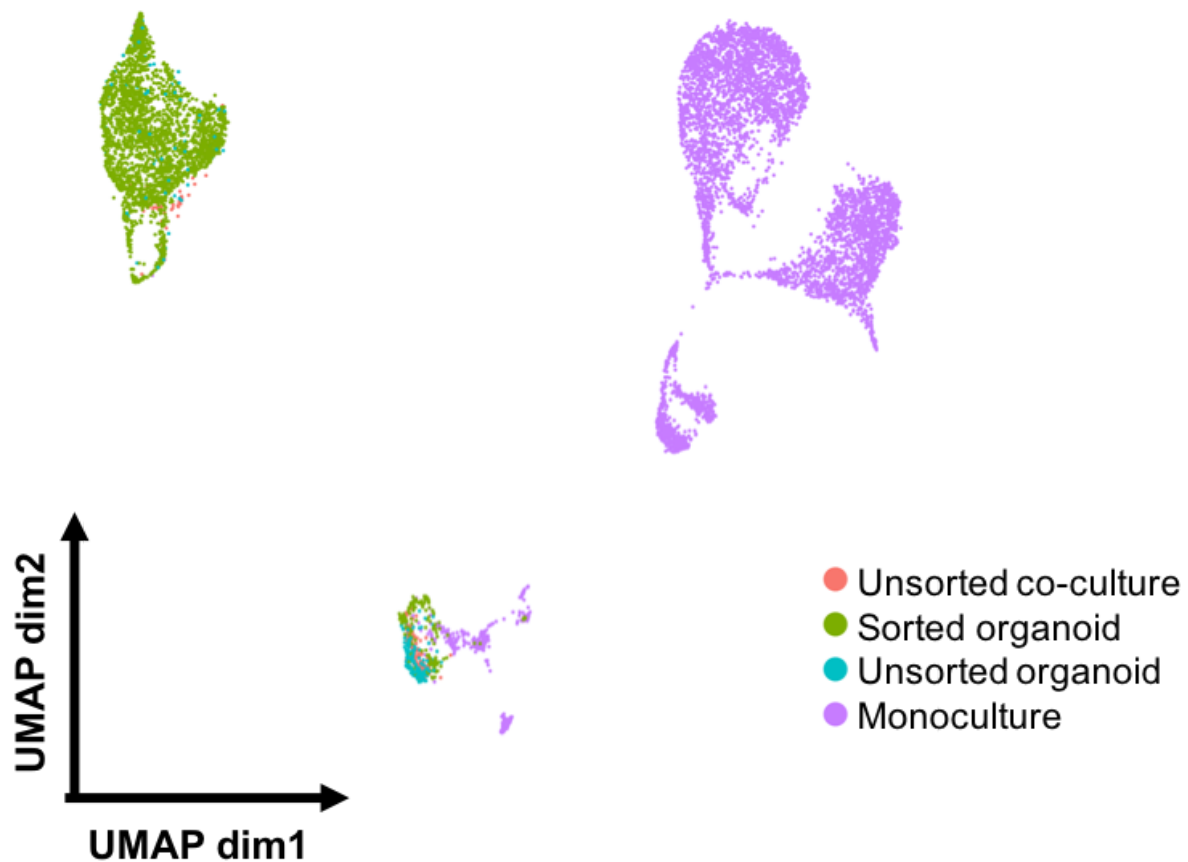 UMAP dim2
UMAP dim1
Unsorted co-culture
Sorted organoid
Unsorted organoid
Monoculture